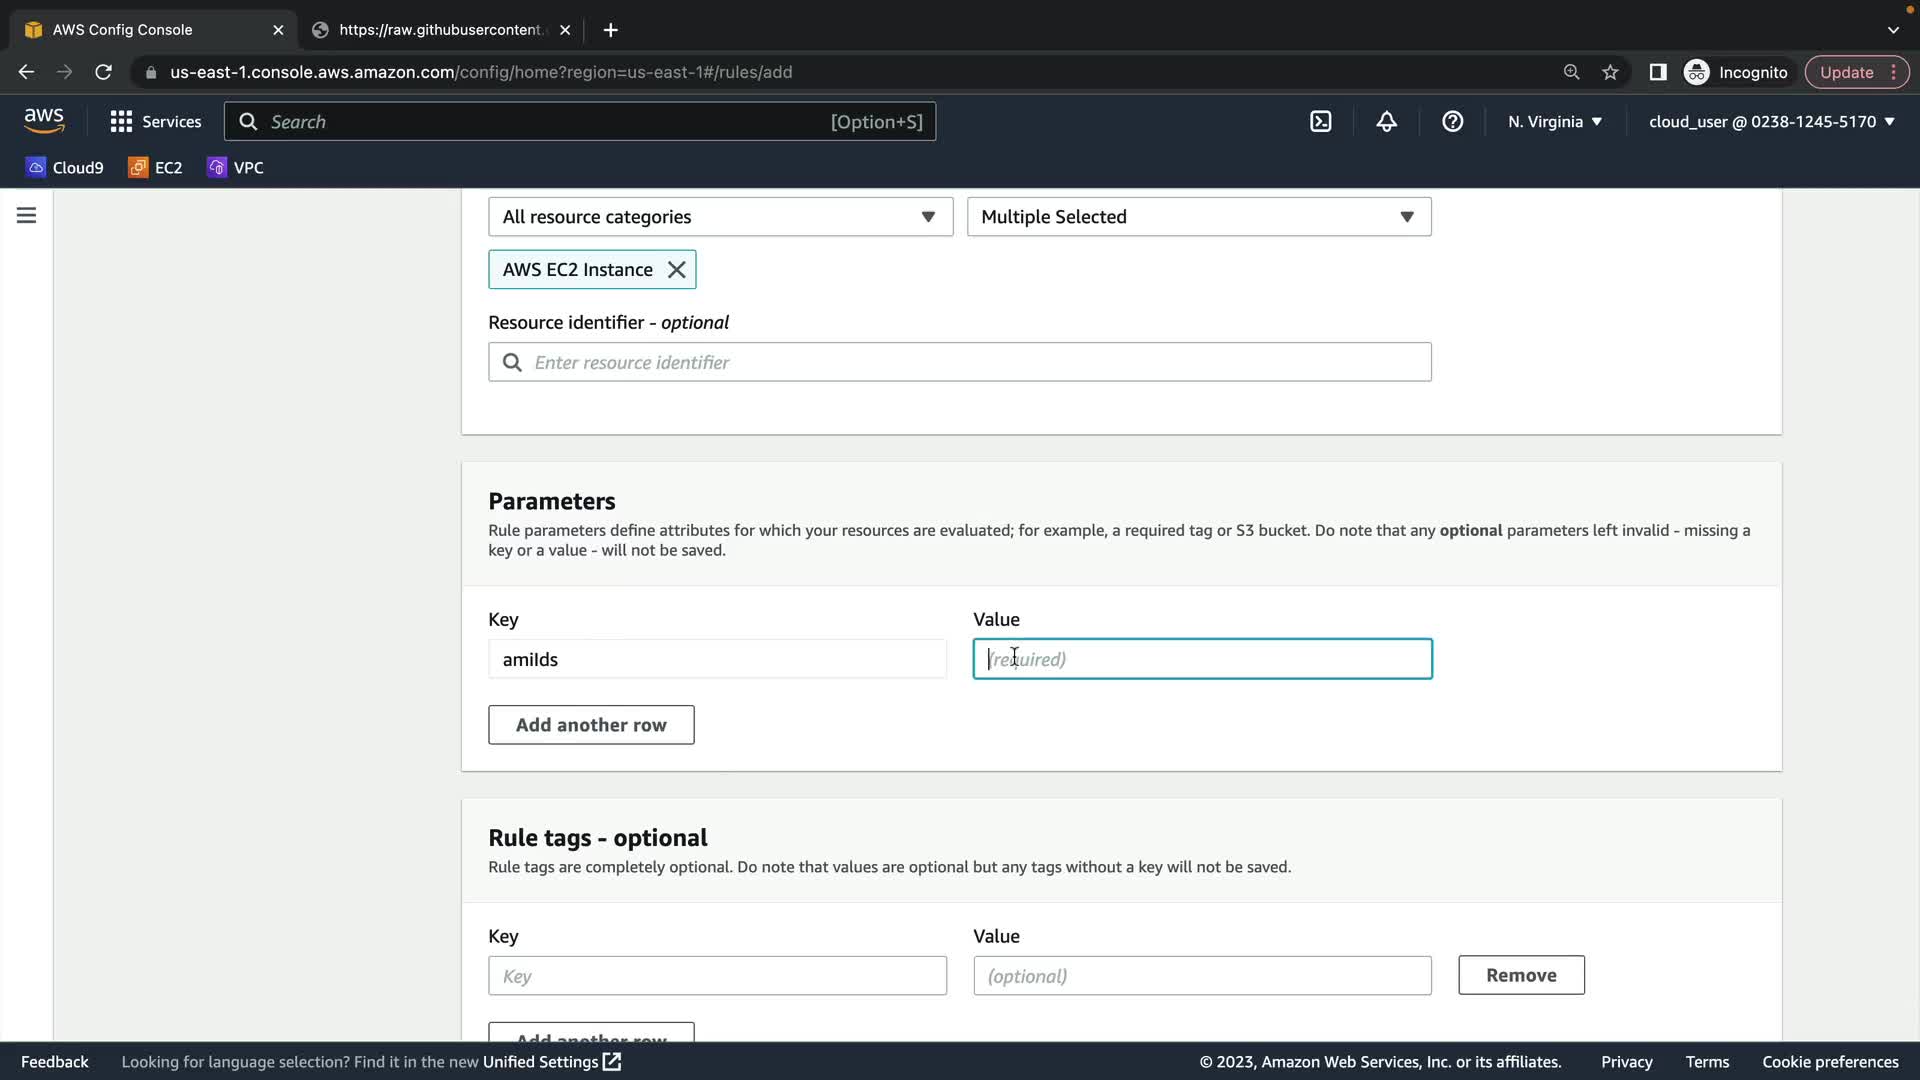 AWS Config Console
https://raw.githubusercontent.
us-east-1.console.aws.amazon.com/config/home?region=us-east-1#/rules/add
Incognito
Update
aws
Services
Search
[Option+S]
N. Virginia
cloud_user @ 0238-1245-5170
Cloud9
EC2
VPC
All resource categories
Multiple Selected
AWS EC2 Instance
Resource identifier - optional
Enter resource identifier
Parameters
Rule parameters define attributes for which your resources are evaluated; for example, a required tag or S3 bucket. Do note that any optional parameters left invalid - missing a
key or a value - will not be saved.
Key
Value
amiIds
(required)
Add another row
Rule tags - optional
Rule tags are completely optional. Do note that values are optional but any tags without a key will not be saved.
Key
Value
Key
(optional)
Remove
Add another row
Feedback
Looking for language selection? Find it in the new Unified Settings
© 2023, Amazon Web Services, Inc. or its affiliates.
Privacy
Terms
Cookie preferences